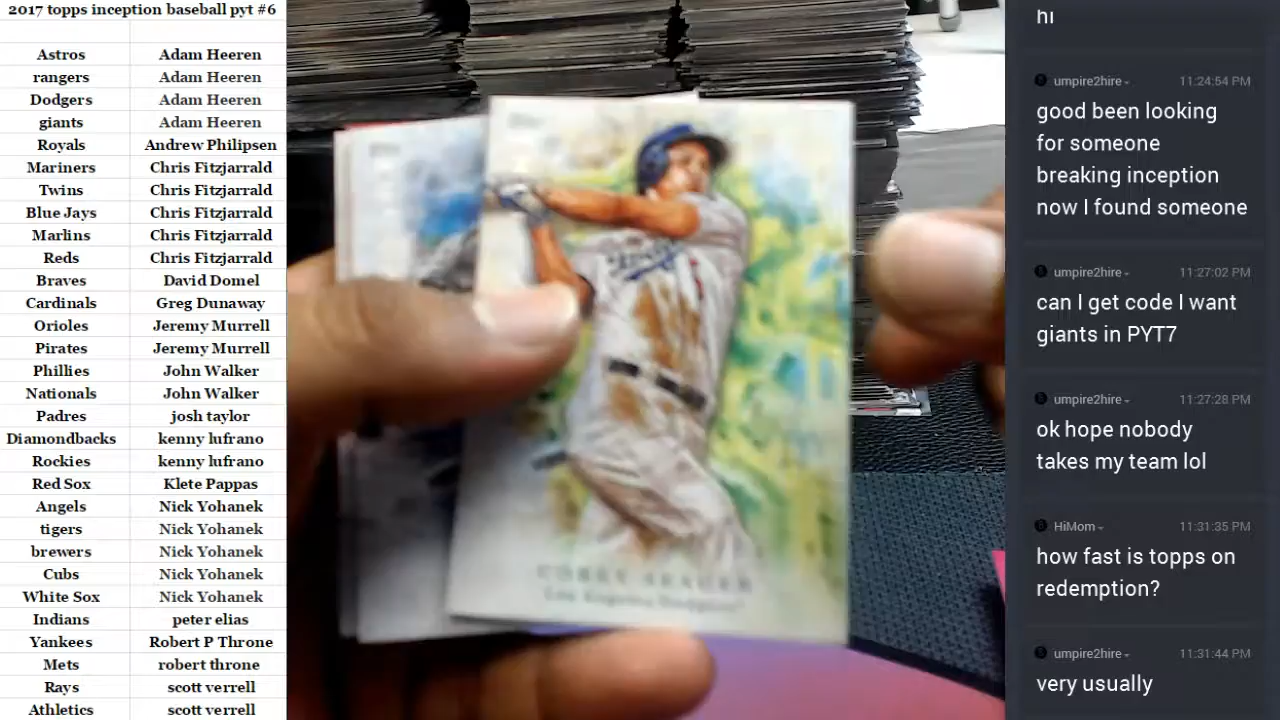 2017 topps inception baseball pyt #6
Astros Adam Heeren
rangers Adam Heeren
Dodgers Adam Heeren
giants Adam Heeren
Royals Andrew Philipsen
Mariners Chris Fitzjarrald
Twins Chris Fitzjarrald
Blue Jays Chris Fitzjarrald
Marlins Chris Fitzjarrald
Reds Chris Fitzjarrald
Braves David Domel
Cardinals Greg Dunaway
Orioles Jeremy Murrell
Pirates Jeremy Murrell
Phillies John Walker
Nationals John Walker
Padres josh taylor
Diamondbacks kenny lufrano
Rockies kenny lufrano
Red Sox Klete Pappas
Angels Nick Yohanek
tigers Nick Yohanek
brewers Nick Yohanek
Cubs Nick Yohanek
White Sox Nick Yohanek
Indians peter elias
Yankees Robert P Throne
Mets robert throne
Rays scott verrell
Athletics scott verrell
COREY SEAGER
Los Angeles Dodgers
hi
umpire2hire 11:24:54 PM
good been looking
for someone
breaking inception
now I found someone
umpire2hire 11:27:02 PM
can I get code I want
giants in PYT7
umpire2hire 11:27:28 PM
ok hope nobody
takes my team lol
HiMom 11:31:35 PM
how fast is topps on
redemption?
umpire2hire 11:31:44 PM
very usually